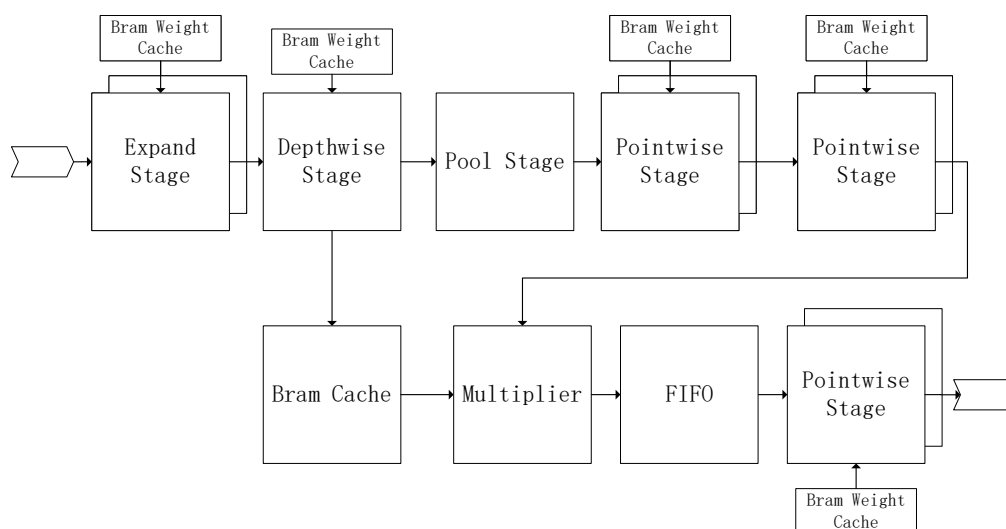 Bram Weight
Cache
Bram Weight
Cache
Bram Weight
Cache
Bram Weight
Cache
Expand
Stage
Depthwise
Stage
Pool Stage
Pointwise
Stage
Pointwise
Stage
Bram Cache
Multiplier
FIFO
Pointwise
Stage
Bram Weight
Cache